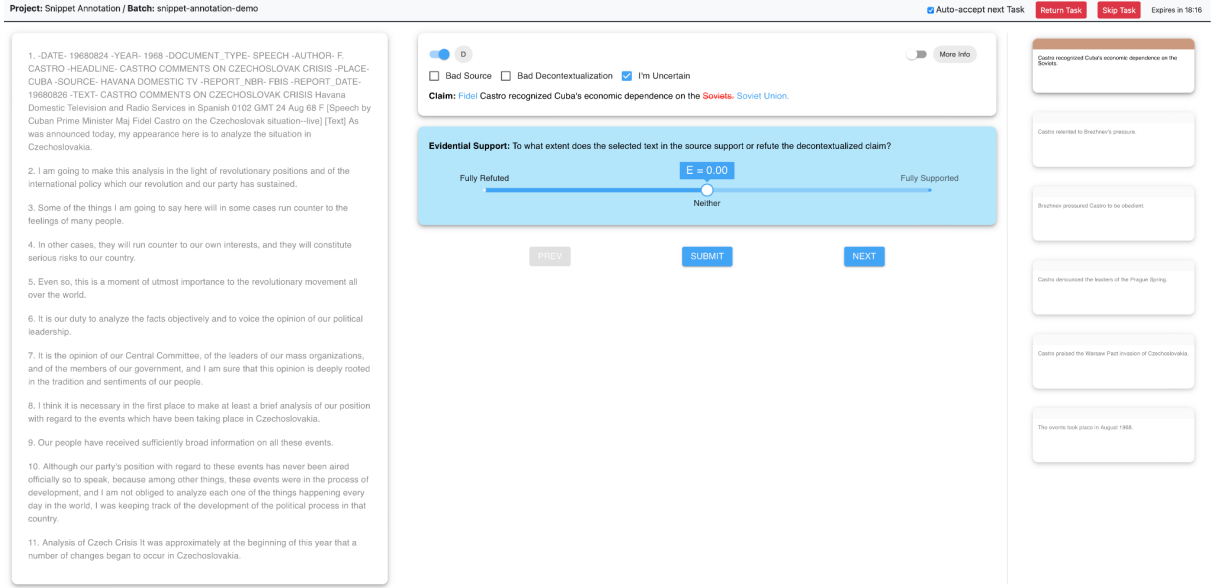 Project: Snippet Annotation / Batch: snippet-annotation-demo
Auto-accept next Task
Return Task
Skip Task
Expires in 18:16
1. -DATE- 19680824 -YEAR- 1968 -DOCUMENT_TYPE- SPEECH -AUTHOR- F.
CASTRO -HEADLINE- CASTRO COMMENTS ON CZECHOSLOVAK CRISIS -PLACE-
CUBA -SOURCE- HAVANA DOMESTIC TV -REPORT_NBR- FBIS -REPORT_DATE-
19680826 -TEXT- CASTRO COMMENTS ON CZECHOSLOVAK CRISIS Havana
Domestic Television and Radio Services in Spanish 0102 GMT 24 Aug 68 F [Speech by
Cuban Prime Minister Maj Fidel Castro on the Czechoslovak situation--live] [Text] As
was announced today, my appearance here is to analyze the situation in
Czechoslovakia.
2. I am going to make this analysis in the light of revolutionary positions and of the
international policy which our revolution and our party has sustained.
3. Some of the things I am going to say here will in some cases run counter to the
feelings of many people.
4. In other cases, they will run counter to our own interests, and they will constitute
serious risks to our country.
5. Even so, this is a moment of utmost importance to the revolutionary movement all
over the world.
6. It is our duty to analyze the facts objectively and to voice the opinion of our political
leadership.
7. It is the opinion of our Central Committee, of the leaders of our mass organizations,
and of the members of our government, and I am sure that this opinion is deeply rooted
in the tradition and sentiments of our people.
8. I think it is necessary in the first place to make at least a brief analysis of our position
with regard to the events which have been taking place in Czechoslovakia.
9. Our people have received sufficiently broad information on all these events.
10. Although our party's position with regard to these events has never been aired
officially so to speak, because among other things, these events were in the process of
development, and I am not obliged to analyze each one of the things happening every
day in the world, I was keeping track of the development of the political process in that
country.
11. Analysis of Czech Crisis It was approximately at the beginning of this year that a
number of changes began to occur in Czechoslovakia.
D
More Info
Bad Source
Bad Decontextualization
I'm Uncertain
Claim: Fidel Castro recognized Cuba's economic dependence on the Soviets. Soviet Union.
Evidential Support: To what extent does the selected text in the source support or refute the decontextualized claim?
E = 0.00
Fully Refuted
Fully Supported
Neither
PREV
SUBMIT
NEXT
Castro recognized Cuba's economic dependence on the
Soviets.
Castro relented to Brezhnev's pressure.
Brezhnev pressured Castro to be obedient.
Castro denounced the leaders of the Prague Spring.
Castro praised the Warsaw Pact invasion of Czechoslovakia.
The events took place in August 1968.